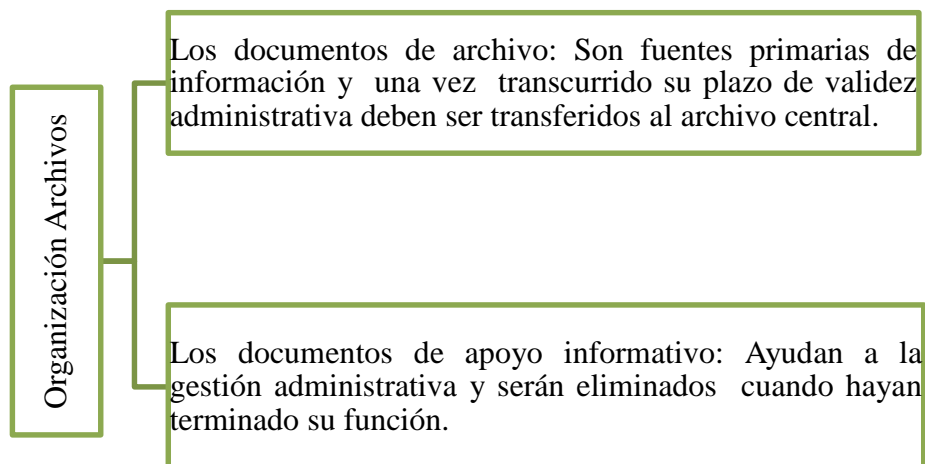 Organización Archivos
Los documentos de archivo: Son fuentes primarias de
información y una vez transcurrido su plazo de validez
administrativa deben ser transferidos al archivo central.
Los documentos de apoyo informativo: Ayudan a la
gestión administrativa y serán eliminados cuando hayan
terminado su función.